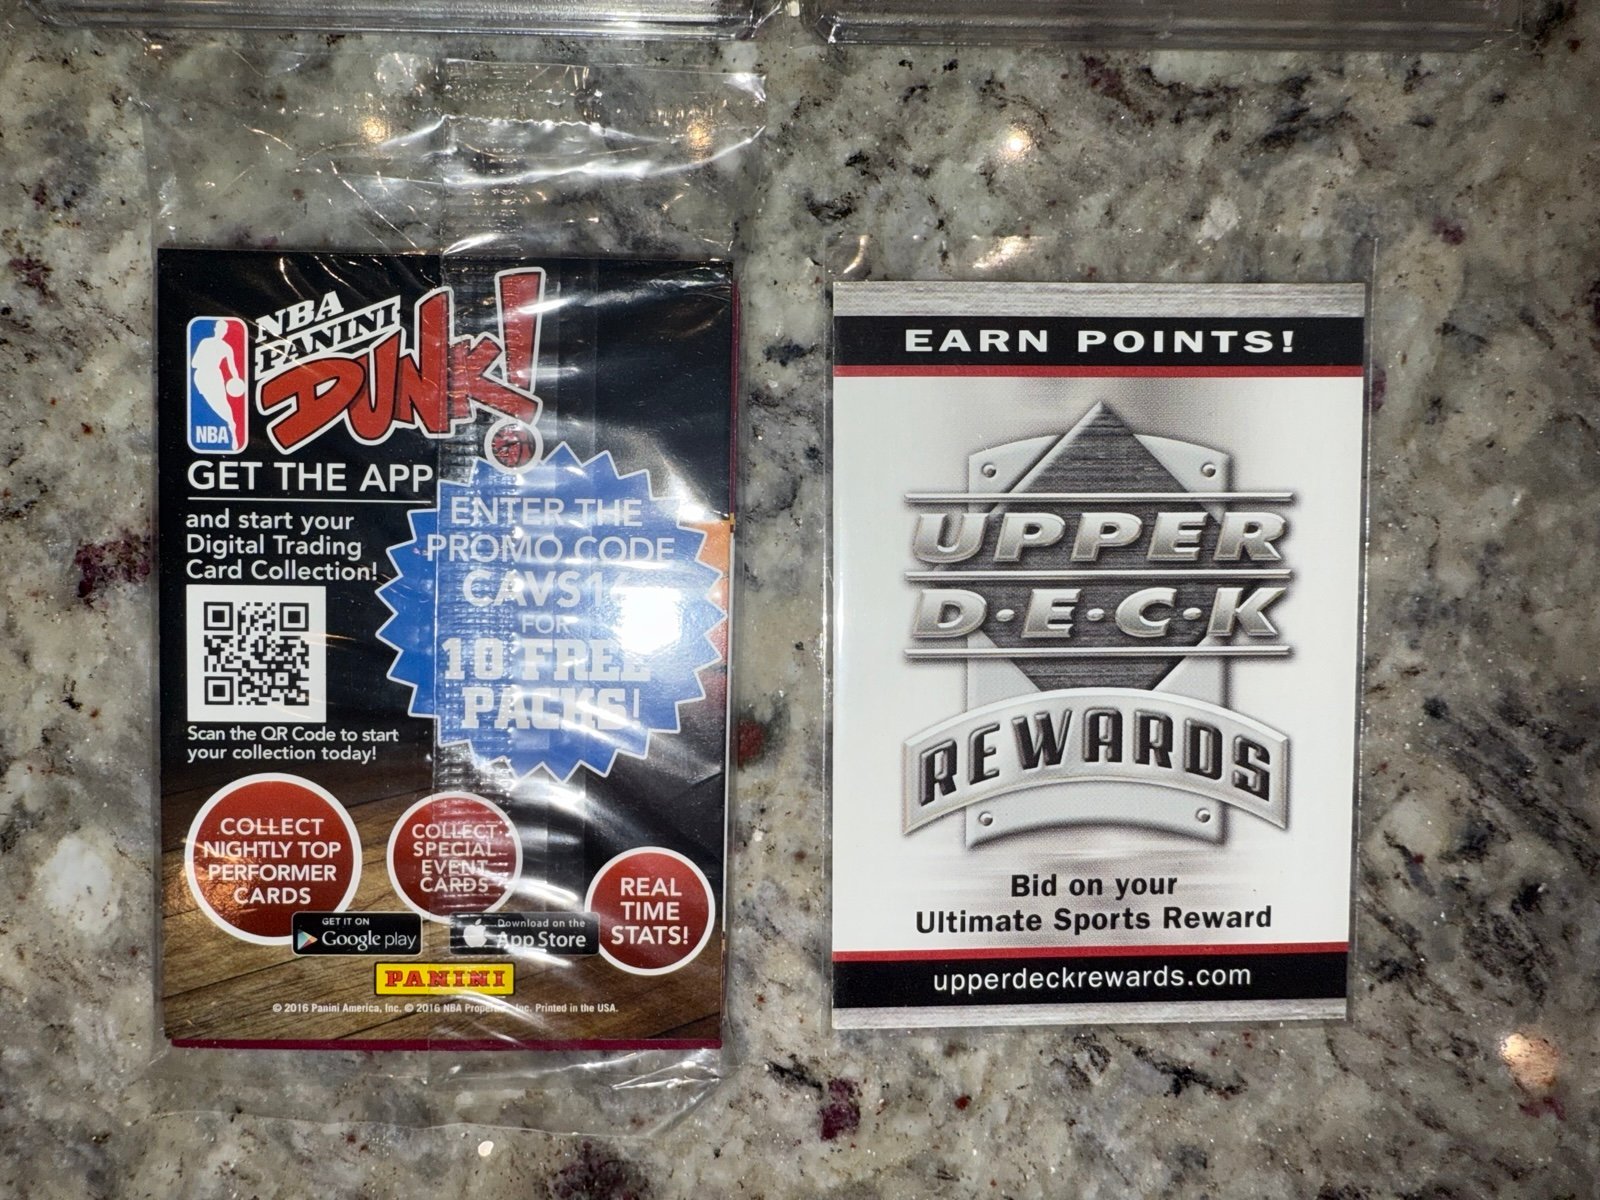 NBA
PANINI
DUNK!
NBA
GET THE APP
and start your
Digital Trading
Card Collection!
ENTER THE
PROMO CODE
FOR
10 FREE
PACKS!
Scan the QR Code to start
your collection today!
COLLECT
NIGHTLY TOP
PERFORMER
CARDS
COLLECT
SPECIAL
EVENT
CARDS
REAL
TIME
STATS!
GET IT ON
Google play
Download on the
App Store
PANINI
© 2016 Panini America, Inc. © 2016 NBA Inc. Printed in the USA.
EARN POINTS!
UPPER
D·E·C·K
REWARDS
Bid on your
Ultimate Sports Reward
upperdeckrewards.com